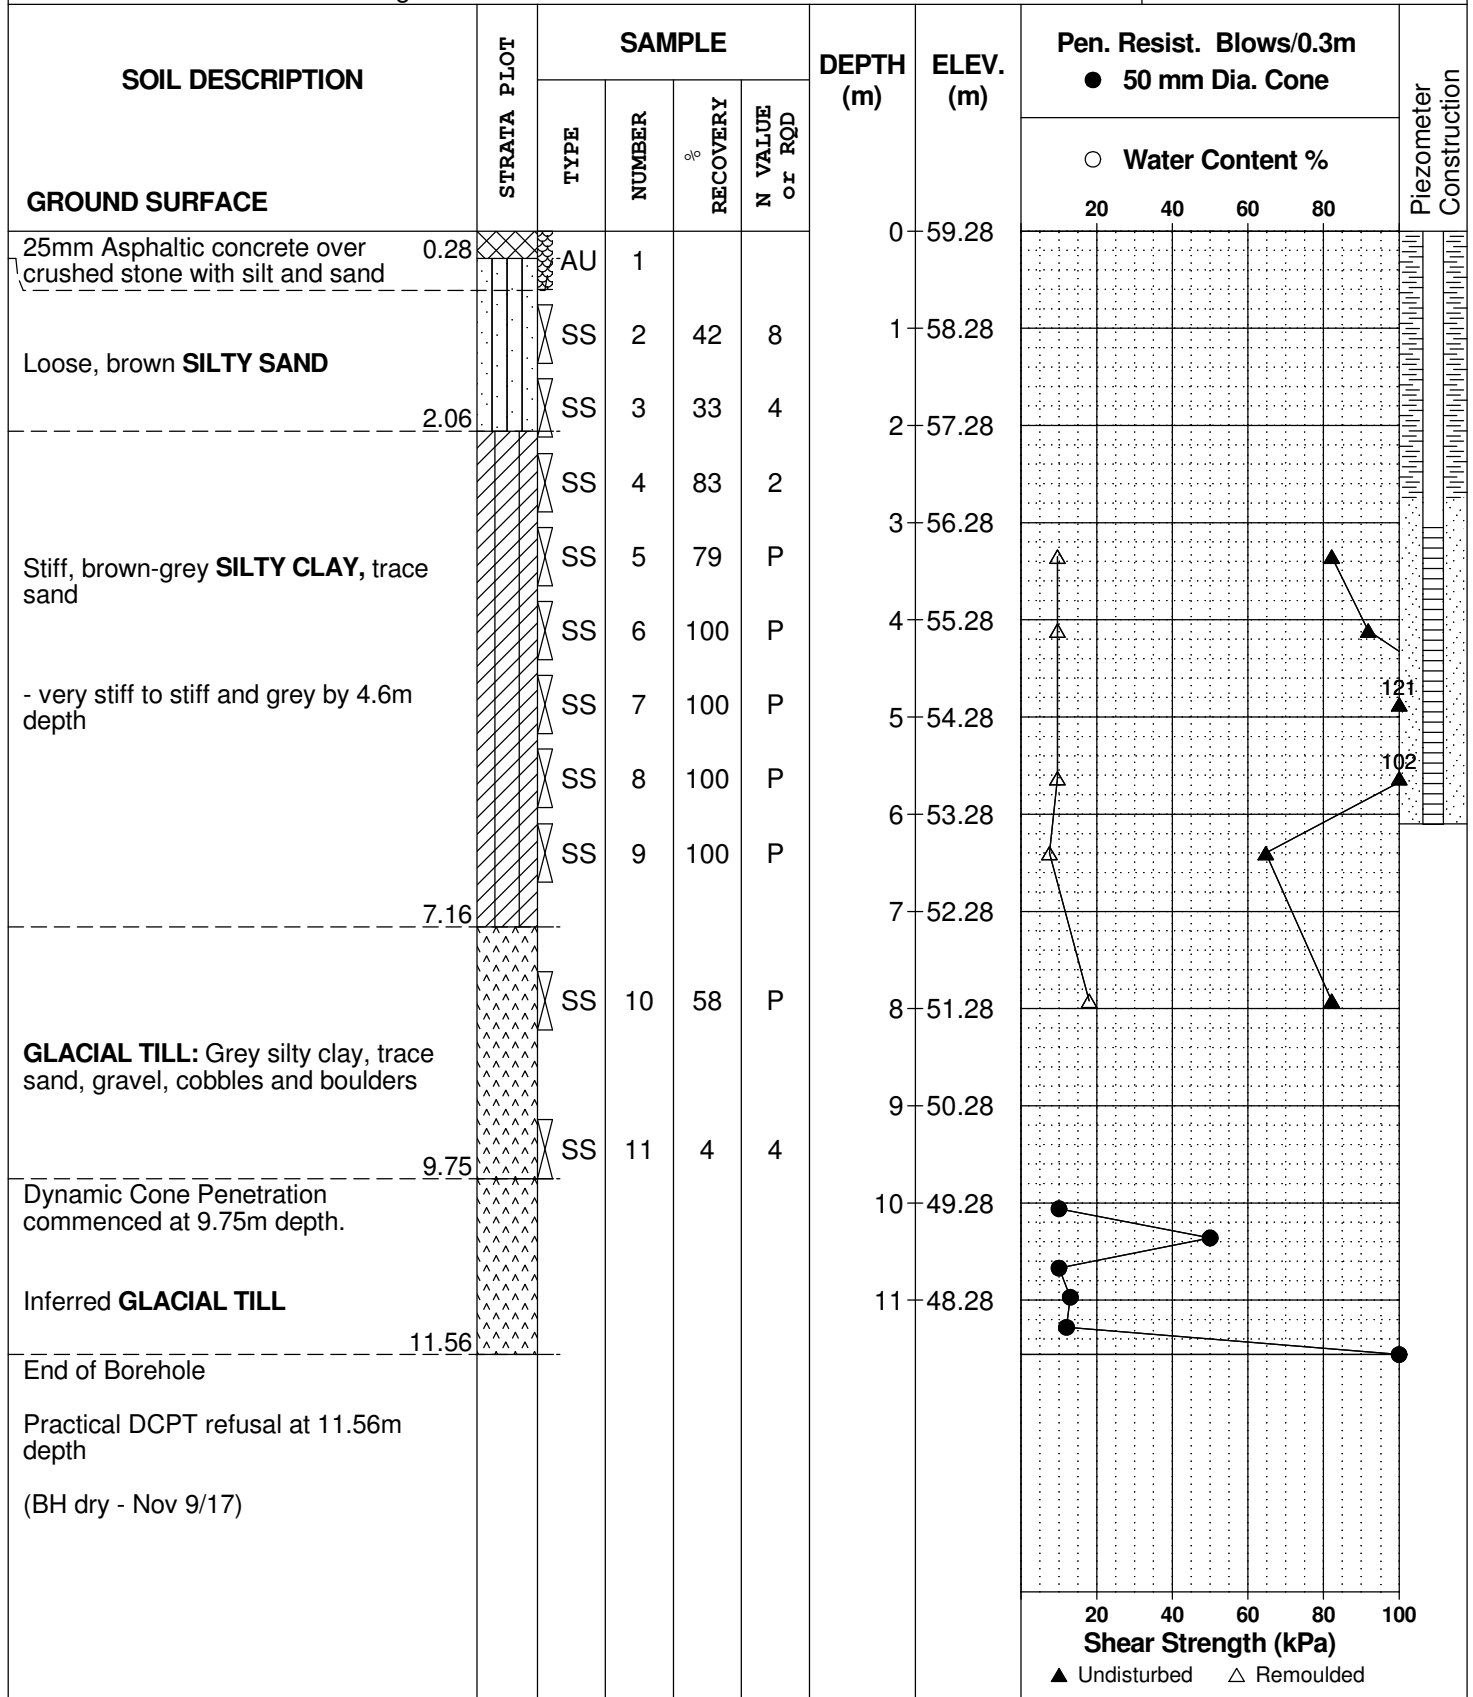 SOIL DESCRIPTION
GROUND SURFACE
STRATA PLOT
SAMPLE
TYPE
NUMBER
% RECOVERY
N VALUE or RQD
DEPTH (m)
ELEV. (m)
Pen. Resist. Blows/0.3m
● 50 mm Dia. Cone
○ Water Content %
20 40 60 80
Piezometer Construction
0 59.28
25mm Asphaltic concrete over 0.28
crushed stone with silt and sand
AU 1
SS 2 42 8
1 58.28
Loose, brown SILTY SAND
SS 3 33 4
2.06
2 57.28
SS 4 83 2
3 56.28
Stiff, brown-grey SILTY CLAY, trace
sand
SS 5 79 P
4 55.28
SS 6 100 P
- very stiff to stiff and grey by 4.6m
depth
SS 7 100 P
121
5 54.28
SS 8 100 P
102
6 53.28
SS 9 100 P
7.16
7 52.28
SS 10 58 P
8 51.28
GLACIAL TILL: Grey silty clay, trace
sand, gravel, cobbles and boulders
9 50.28
SS 11 4 4
9.75
Dynamic Cone Penetration
commenced at 9.75m depth.
10 49.28
Inferred GLACIAL TILL
11 48.28
11.56
End of Borehole
Practical DCPT refusal at 11.56m
depth
(BH dry - Nov 9/17)
20 40 60 80 100
Shear Strength (kPa)
▲ Undisturbed △ Remoulded